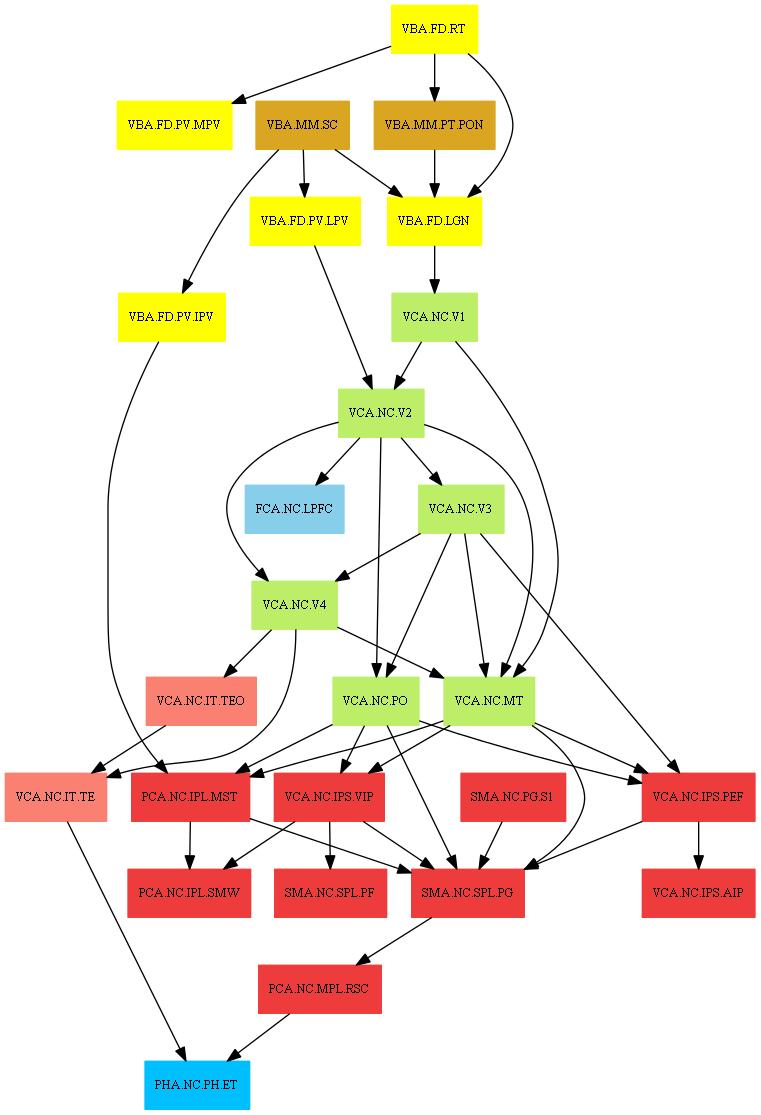 VBA.FD.RT
VBA.FD.PV.MPV
VBA.MM.SC
VBA.MM.PT.PON
VBA.FD.PV.LPV
VBA.FD.LGN
VBA.FD.PV.IPV
VCA.NC.V1
VCA.NC.V2
FCA.NC.LPFC
VCA.NC.V3
VCA.NC.V4
VCA.NC.IT.TEO
VCA.NC.PO
VCA.NC.MT
VCA.NC.IT.TE
PCA.NC.IPL.MST
VCA.NC.IPS.VIP
SMA.NC.PG.S1
VCA.NC.IPS.PEF
PCA.NC.IPL.SMW
SMA.NC.SPL.PF
SMA.NC.SPL.PG
VCA.NC.IPS.AIP
PCA.NC.MPL.RSC
PHA.NC.PH.ET